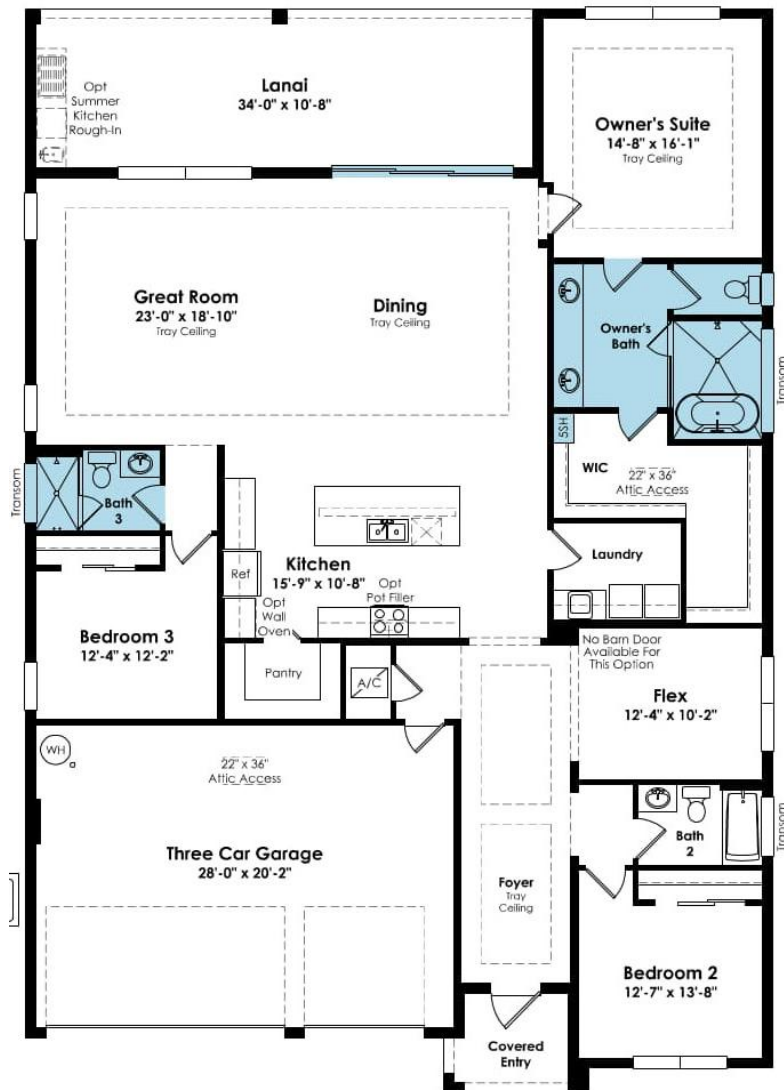 Lanai
34'-0" x 10'-8"
Opt
Summer
Kitchen
Rough-In
Owner's Suite
14'-8" x 16'-1"
Tray Ceiling
Great Room
23'-0" x 18'-10"
Tray Ceiling
Dining
Tray Ceiling
Owner's
Bath
Transom
5SH
WIC
22" x 36"
Attic Access
Transom
Bath
3
Laundry
Kitchen
15'-9" x 10'-8"
Ref
Opt
Wall
Oven
Opt
Pot Filler
Bedroom 3
12'-4" x 12'-2"
Pantry
A/C
No Barn Door
Available For
This Option
Flex
12'-4" x 10'-2"
WH
22" x 36"
Attic Access
Three Car Garage
28'-0" x 20'-2"
Foyer
Tray
Ceiling
Bath
2
Transom
Bedroom 2
12'-7" x 13'-8"
Covered
Entry